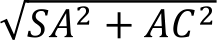 √(SA² + AC²)